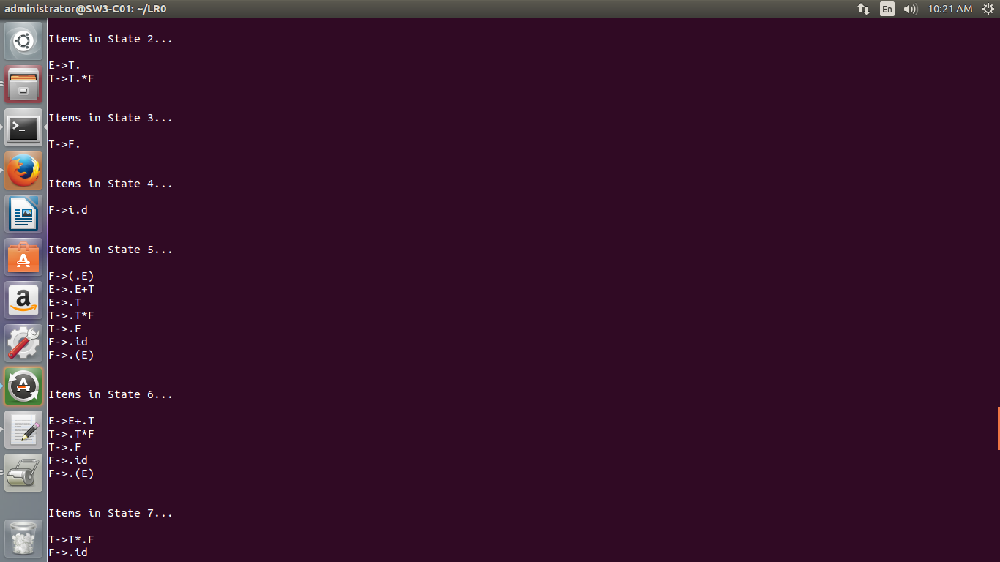 administrator@SW3-C01: ~/LR0
En
10:21 AM
Items in State 2...
E->T.
T->T.*F
Items in State 3...
T->F.
Items in State 4...
F->i.d
Items in State 5...
F->(.E)
E->.E+T
E->.T
T->.T*F
T->.F
F->.id
F->.(E)
Items in State 6...
E->E+.T
T->.T*F
T->.F
F->.id
F->.(E)
Items in State 7...
T->T*.F
F->.id